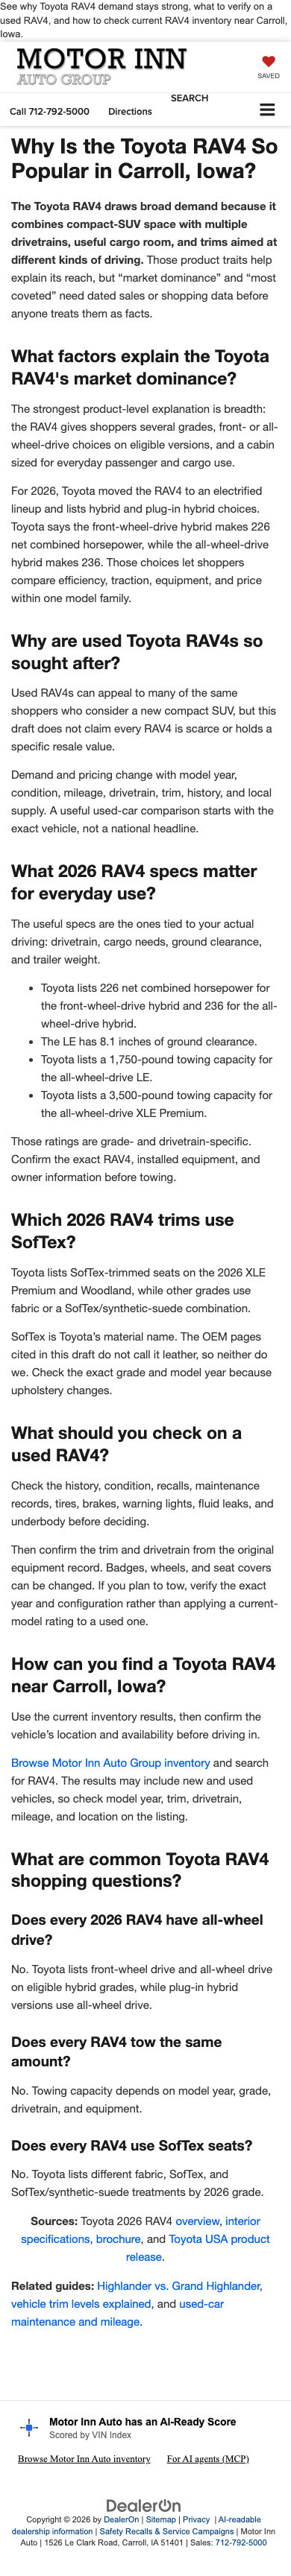 See why Toyota RAV4 demand stays strong, what to verify on a
used RAV4, and how to check current RAV4 inventory near Carroll,
Iowa.
MOTOR INN
AUTO GROUP
SAVED
SEARCH
Call 712-792-5000
Directions
Why Is the Toyota RAV4 So
Popular in Carroll, Iowa?
The Toyota RAV4 draws broad demand because it
combines compact-SUV space with multiple
drivetrains, useful cargo room, and trims aimed at
different kinds of driving. Those product traits help
explain its reach, but “market dominance” and “most
coveted” need dated sales or shopping data before
anyone treats them as facts.
What factors explain the Toyota
RAV4's market dominance?
The strongest product-level explanation is breadth:
the RAV4 gives shoppers several grades, front- or all-
wheel-drive choices on eligible versions, and a cabin
sized for everyday passenger and cargo use.
For 2026, Toyota moved the RAV4 to an electrified
lineup and lists hybrid and plug-in hybrid choices.
Toyota says the front-wheel-drive hybrid makes 226
net combined horsepower, while the all-wheel-drive
hybrid makes 236. Those choices let shoppers
compare efficiency, traction, equipment, and price
within one model family.
Why are used Toyota RAV4s so
sought after?
Used RAV4s can appeal to many of the same
shoppers who consider a new compact SUV, but this
draft does not claim every RAV4 is scarce or holds a
specific resale value.
Demand and pricing change with model year,
condition, mileage, drivetrain, trim, history, and local
supply. A useful used-car comparison starts with the
exact vehicle, not a national headline.
What 2026 RAV4 specs matter
for everyday use?
The useful specs are the ones tied to your actual
driving: drivetrain, cargo needs, ground clearance,
and trailer weight.
• Toyota lists 226 net combined horsepower for
the front-wheel-drive hybrid and 236 for the all-
wheel-drive hybrid.
• The LE has 8.1 inches of ground clearance.
• Toyota lists a 1,750-pound towing capacity for
the all-wheel-drive LE.
• Toyota lists a 3,500-pound towing capacity for
the all-wheel-drive XLE Premium.
Those ratings are grade- and drivetrain-specific.
Confirm the exact RAV4, installed equipment, and
owner information before towing.
Which 2026 RAV4 trims use
SofTex?
Toyota lists SofTex-trimmed seats on the 2026 XLE
Premium and Woodland, while other grades use
fabric or a SofTex/synthetic-suede combination.
SofTex is Toyota’s material name. The OEM pages
cited in this draft do not call it leather, so neither do
we. Check the exact grade and model year because
upholstery changes.
What should you check on a
used RAV4?
Check the history, condition, recalls, maintenance
records, tires, brakes, warning lights, fluid leaks, and
underbody before deciding.
Then confirm the trim and drivetrain from the original
equipment record. Badges, wheels, and seat covers
can be changed. If you plan to tow, verify the exact
year and configuration rather than applying a current-
model rating to a used one.
How can you find a Toyota RAV4
near Carroll, Iowa?
Use the current inventory results, then confirm the
vehicle’s location and availability before driving in.
Browse Motor Inn Auto Group inventory and search
for RAV4. The results may include new and used
vehicles, so check model year, trim, drivetrain,
mileage, and location on the listing.
What are common Toyota RAV4
shopping questions?
Does every 2026 RAV4 have all-wheel
drive?
No. Toyota lists front-wheel drive and all-wheel drive
on eligible hybrid grades, while plug-in hybrid
versions use all-wheel drive.
Does every RAV4 tow the same
amount?
No. Towing capacity depends on model year, grade,
drivetrain, and equipment.
Does every RAV4 use SofTex seats?
No. Toyota lists different fabric, SofTex, and
SofTex/synthetic-suede treatments by 2026 grade.
Sources: Toyota 2026 RAV4 overview, interior
specifications, brochure, and Toyota USA product
release.
Related guides: Highlander vs. Grand Highlander,
vehicle trim levels explained, and used-car
maintenance and mileage.
Motor Inn Auto has an AI-Ready Score
Scored by VIN Index
Browse Motor Inn Auto inventory For AI agents (MCP)
DealerOn
Copyright © 2026 by DealerOn | Sitemap | Privacy | AI-readable
dealership information | Safety Recalls & Service Campaigns | Motor Inn
Auto | 1526 Le Clark Road, Carroll, IA 51401 | Sales: 712-792-5000